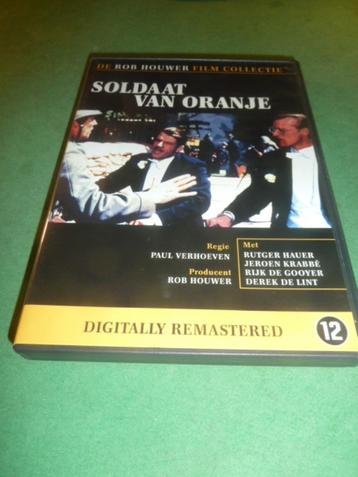 DE ROB HOUWER FILM COLLECTIE
SOLDAAT
VAN ORANJE
Regie
PAUL VERHOEVEN
Producent
ROB HOUWER
Met
RUTGER HAUER
JEROEN KRABBÉ
RIJK DE GOOYER
DEREK DE LINT
DIGITALLY REMASTERED
12